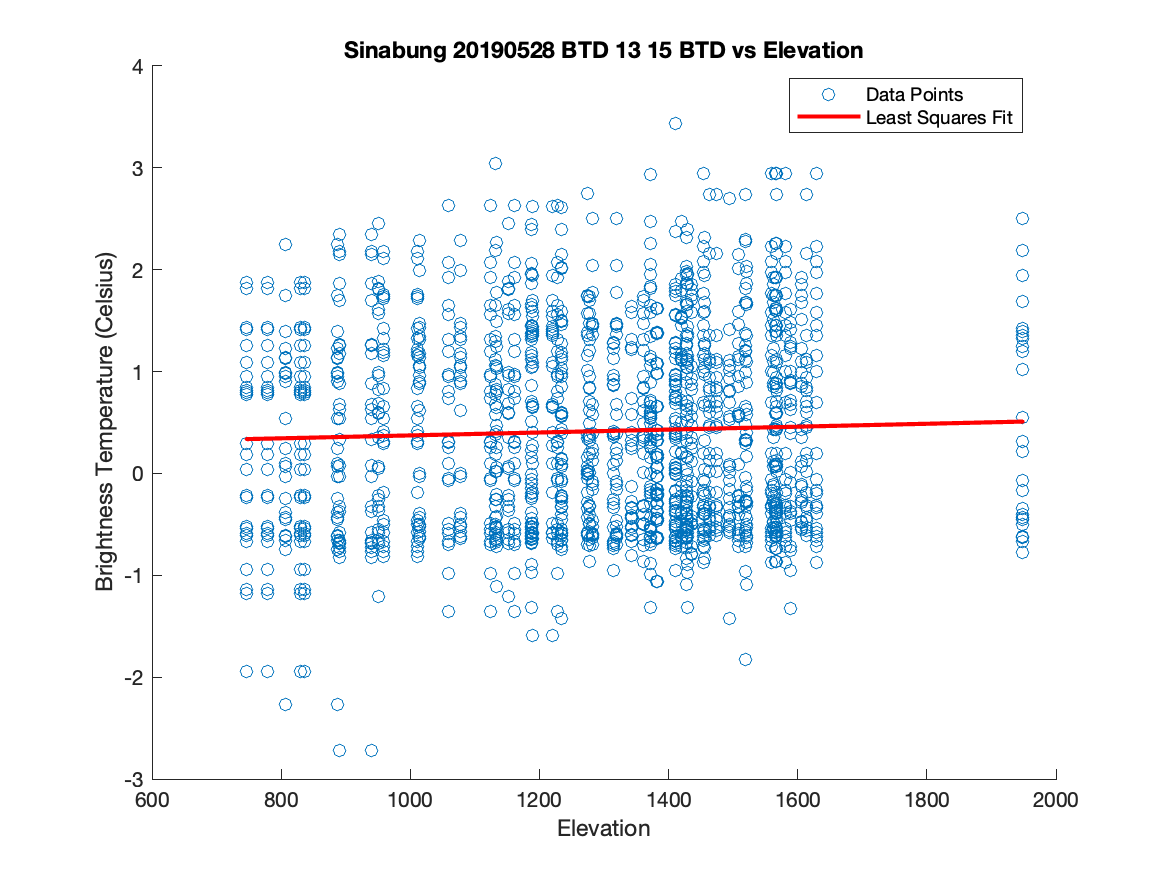 Sinabung 20190528 BTD 13 15 BTD vs Elevation
Data Points
Least Squares Fit
Brightness Temperature (Celsius)
4
3
2
1
0
-1
-2
-3
600 800 1000 1200 1400 1600 1800 2000
Elevation